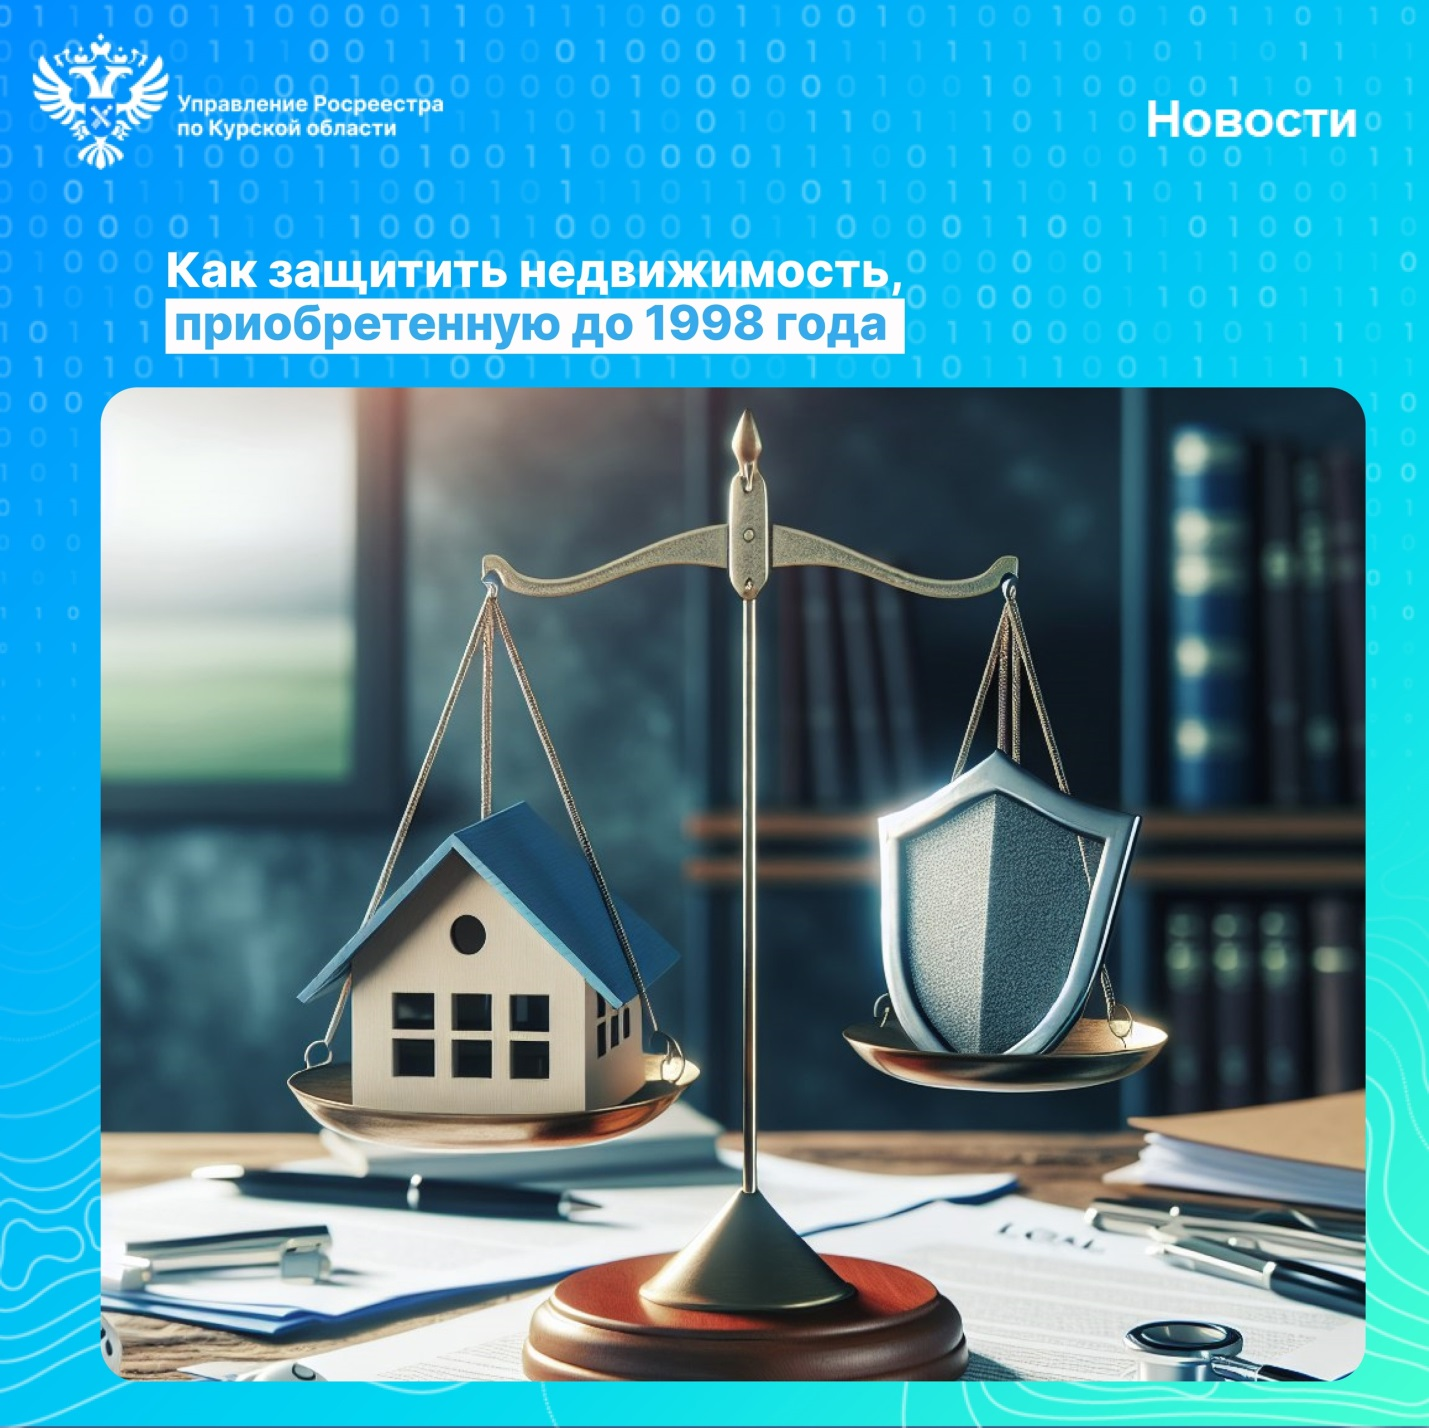 Управление Росреестра
по Курской области
Новости
Как защитить недвижимость,
приобретенную до 1998 года